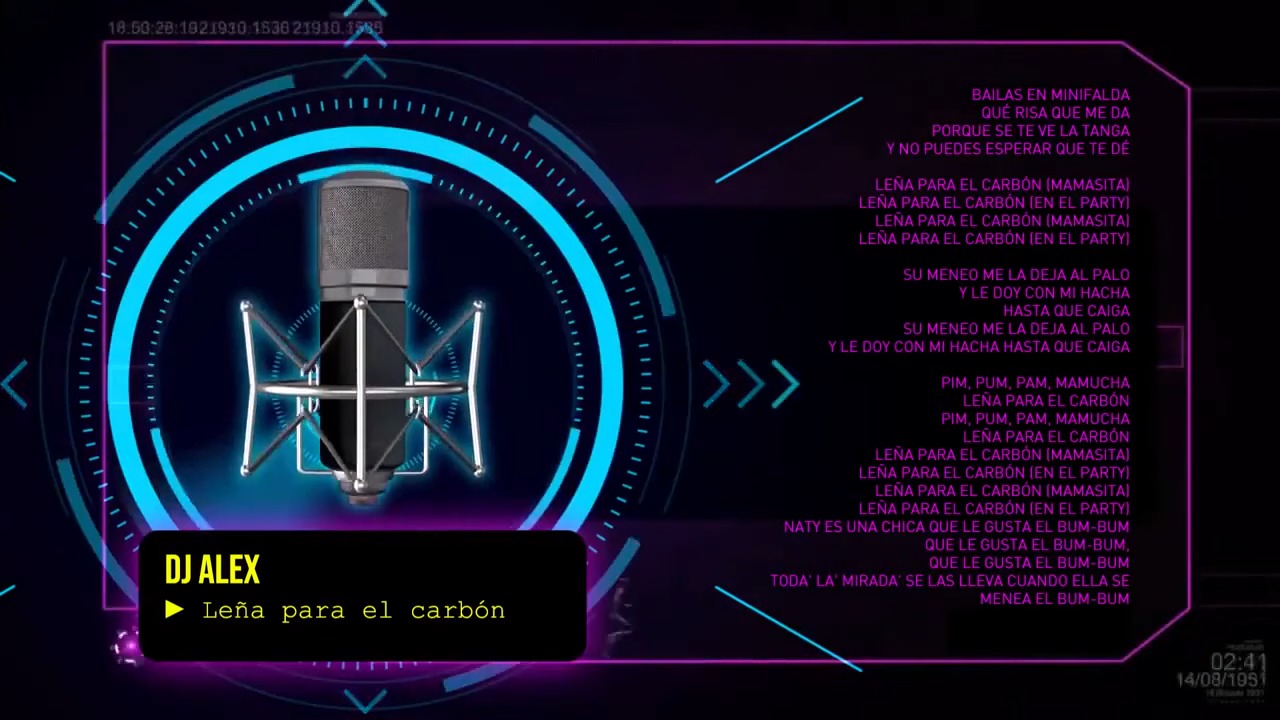 BAILAS EN MINIFALDA
QUÉ RISA QUE ME DA
PORQUE SE TE VE LA TANGA
Y NO PUEDES ESPERAR QUE TE DÉ
LEÑA PARA EL CARBÓN (MAMASITA)
LEÑA PARA EL CARBÓN (EN EL PARTY)
LEÑA PARA EL CARBÓN (MAMASITA)
LEÑA PARA EL CARBÓN (EN EL PARTY)
SU MENEO ME LA DEJA AL PALO
Y LE DOY CON MI HACHA
HASTA QUE CAIGA
SU MENEO ME LA DEJA AL PALO
Y LE DOY CON MI HACHA HASTA QUE CAIGA
PIM, PUM, PAM, MAMUCHA
LEÑA PARA EL CARBÓN
PIM, PUM, PAM, MAMUCHA
LEÑA PARA EL CARBÓN
LEÑA PARA EL CARBÓN (MAMASITA)
LEÑA PARA EL CARBÓN (EN EL PARTY)
LEÑA PARA EL CARBÓN (MAMASITA)
LEÑA PARA EL CARBÓN (EN EL PARTY)
NATY ES UNA CHICA QUE LE GUSTA EL BUM-BUM
QUE LE GUSTA EL BUM-BUM,
QUE LE GUSTA EL BUM-BUM
TODA' LA' MIRADA' SE LAS LLEVA CUANDO ELLA SE
MENEA EL BUM-BUM
DJ ALEX
Leña para el carbón
02:41
14/08/1951